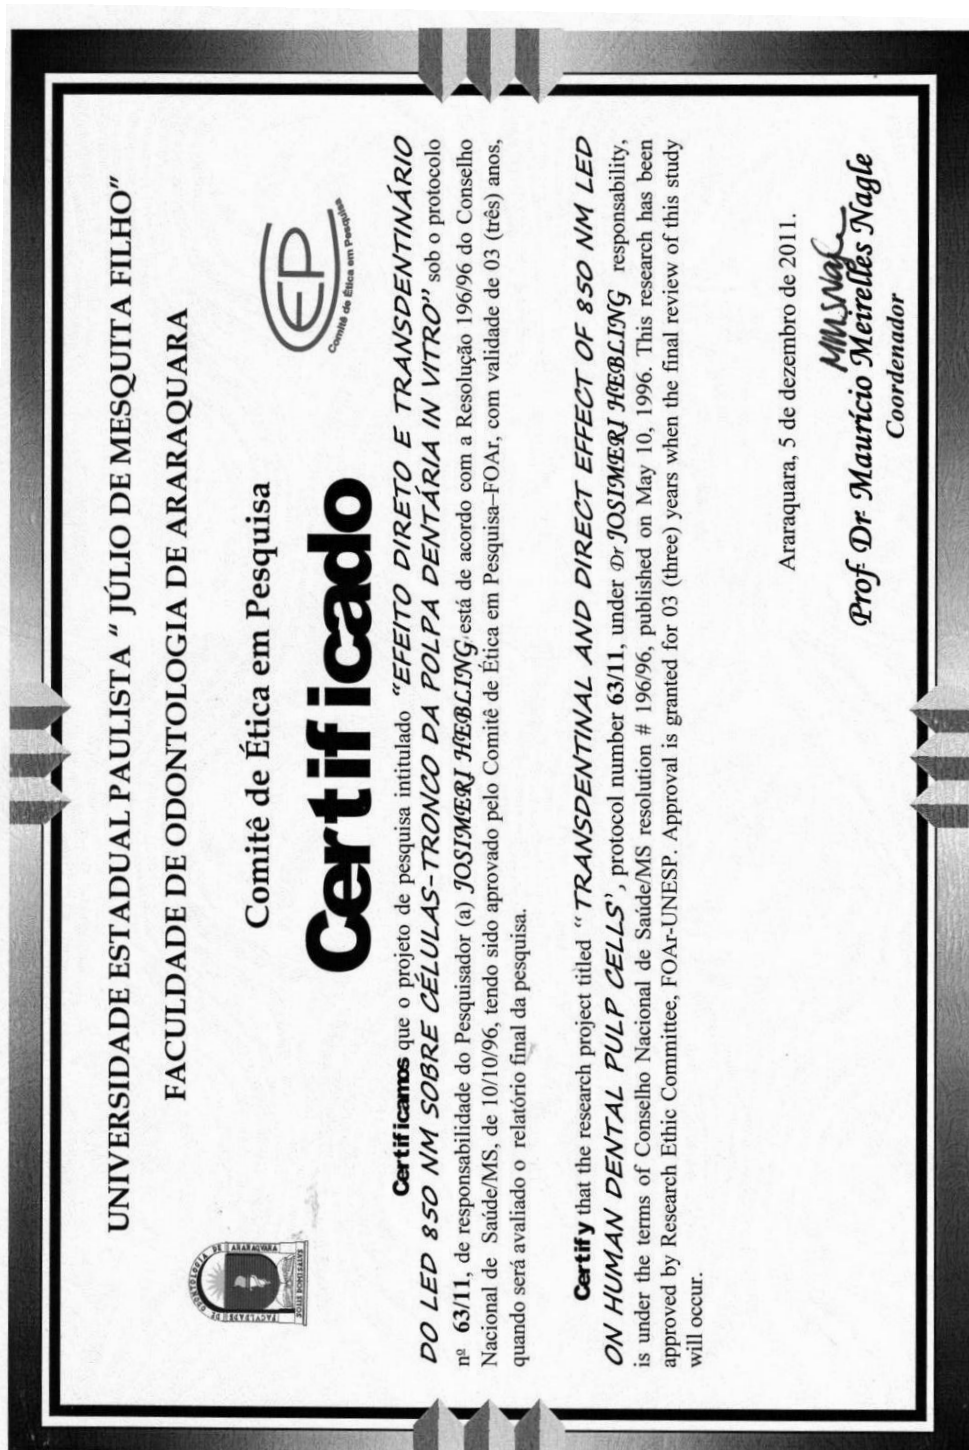 UNIVERSIDADE ESTADUAL PAULISTA " JÚLIO DE MESQUITA FILHO"
FACULDADE DE ODONTOLOGIA DE ARARAQUARA
FACULDADE DE ODONTOLOGIA DE ARARAQUARA
Comitê de Ética em Pesquisa
CEP
Comitê de Ética em Pesquisa
Certificado
Certificamos que o projeto de pesquisa intitulado "EFEITO DIRETO E TRANSDENTINÁRIO
DO LED 850 NM SOBRE CÉLULAS-TRONCO DA POLPA DENTÁRIA IN VITRO" sob o protocolo
nº 63/11, de responsabilidade do Pesquisador (a) JOSIMERI HEBLING, está de acordo com a Resolução 196/96 do Conselho
Nacional de Saúde/MS, de 10/10/96, tendo sido aprovado pelo Comitê de Ética em Pesquisa–FOAr, com validade de 03 (três) anos,
quando será avaliado o relatório final da pesquisa.
Certify that the research project titled "TRANSDENTINAL AND DIRECT EFFECT OF 850 NM LED
ON HUMAN DENTAL PULP CELLS", protocol number 63/11, under Dr JOSIMERI HEBLING responsability,
is under the terms of Conselho Nacional de Saúde/MS resolution # 196/96, published on May 10, 1996. This research has been
approved by Research Ethic Committee, FOAr-UNESP. Approval is granted for 03 (three) years when the final review of this study
will occur.
Araraquara, 5 de dezembro de 2011.
Prof. Dr. Maurício Meirelles Nagle
Coordenador